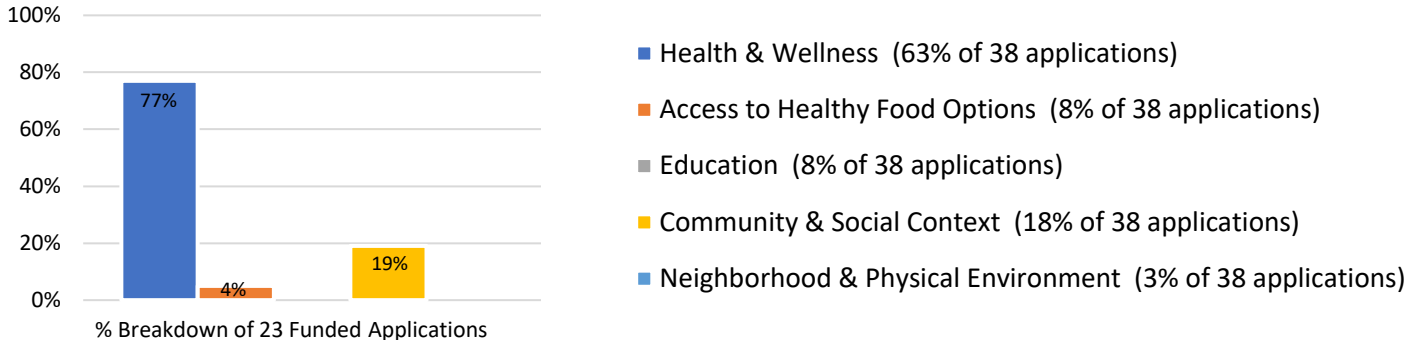 100%
80%
60%
40%
20%
0%
77%
4%
19%
% Breakdown of 23 Funded Applications
Health & Wellness (63% of 38 applications)
Access to Healthy Food Options (8% of 38 applications)
Education (8% of 38 applications)
Community & Social Context (18% of 38 applications)
Neighborhood & Physical Environment (3% of 38 applications)